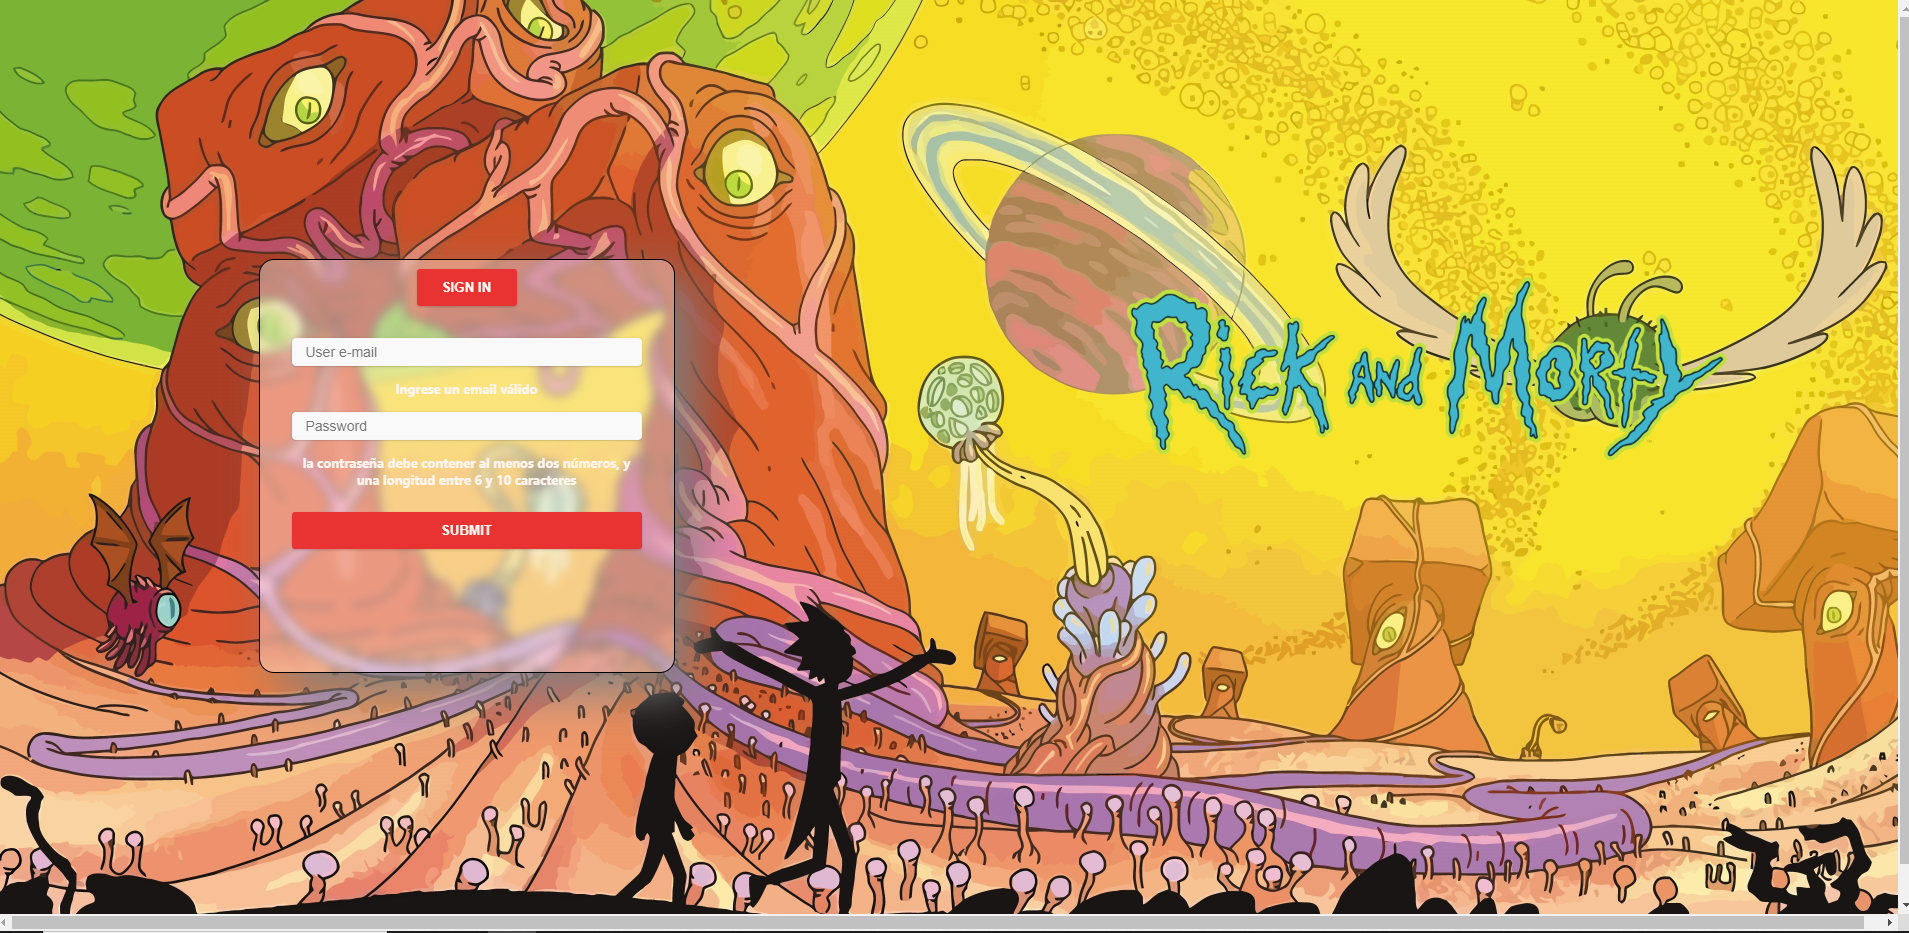 SIGN IN
User e-mail
Ingrese un email válido
Password
la contraseña debe contener al menos dos números, y
una longitud entre 6 y 10 caracteres
SUBMIT
Rick AND MORTY